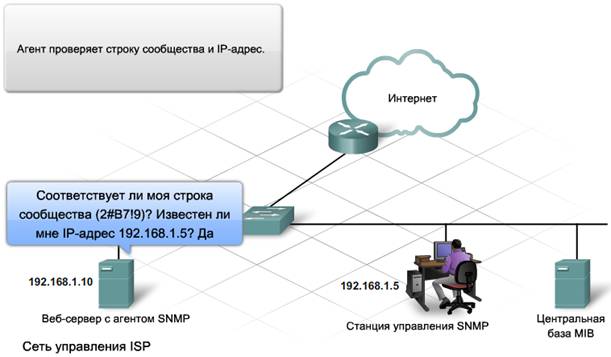 Агент проверяет строку сообщества и IP-адрес.
Интернет
Соответствует ли моя строка
сообщества (2#B7!9)? Известен ли
мне IP-адрес 192.168.1.5? Да
192.168.1.10
192.168.1.5
Веб-сервер с агентом SNMP
Станция управления SNMP
Центральная
база MIB
Сеть управления ISP